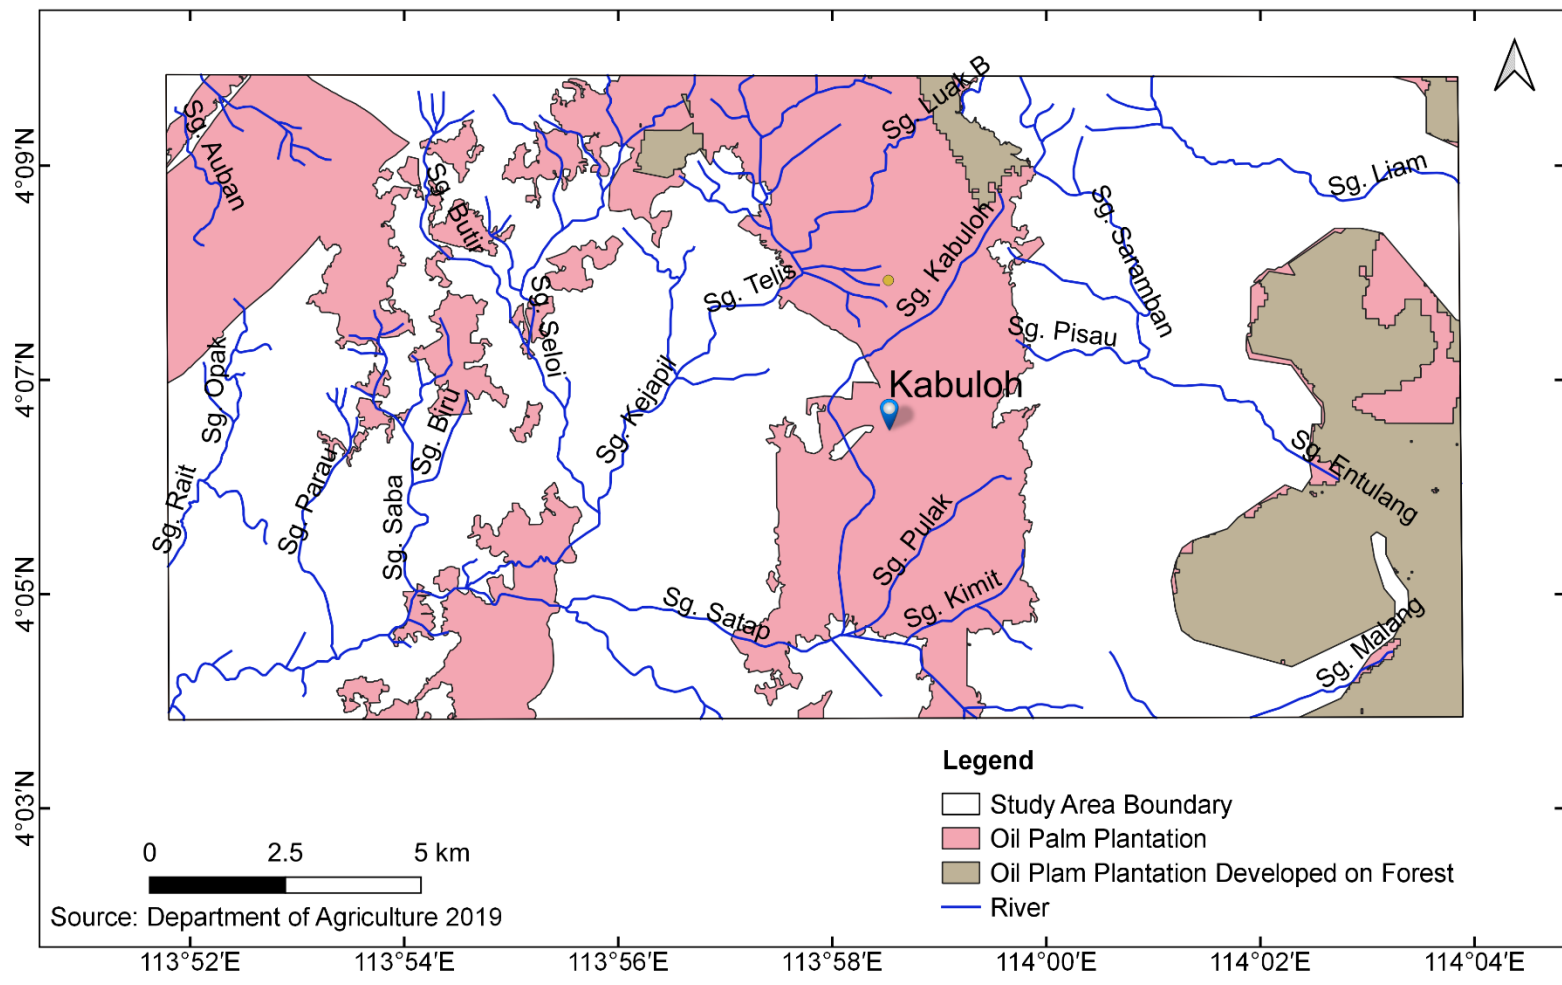 Sg. Luak B
Sg. Auban
Sg. Liam
Sg. Butir
Sg. Saramban
Sg. Kabuloh
Sg. Telis
Sg. Seloi
Sg. Pisau
Sg. Opak
Sg. Kejapil
Kabuloh
Sg. Biru
Sg. Entulang
Sg. Rait
Sg. Parau
Sg. Saba
Sg. Pulak
Sg. Kimit
Sg. Satap
Sg. Malang
4°09'N
4°07'N
4°05'N
4°03'N
Legend
Study Area Boundary
Oil Palm Plantation
Oil Plam Plantation Developed on Forest
River
0 2.5 5 km
Source: Department of Agriculture 2019
113°52'E 113°54'E 113°56'E 113°58'E 114°00'E 114°02'E 114°04'E